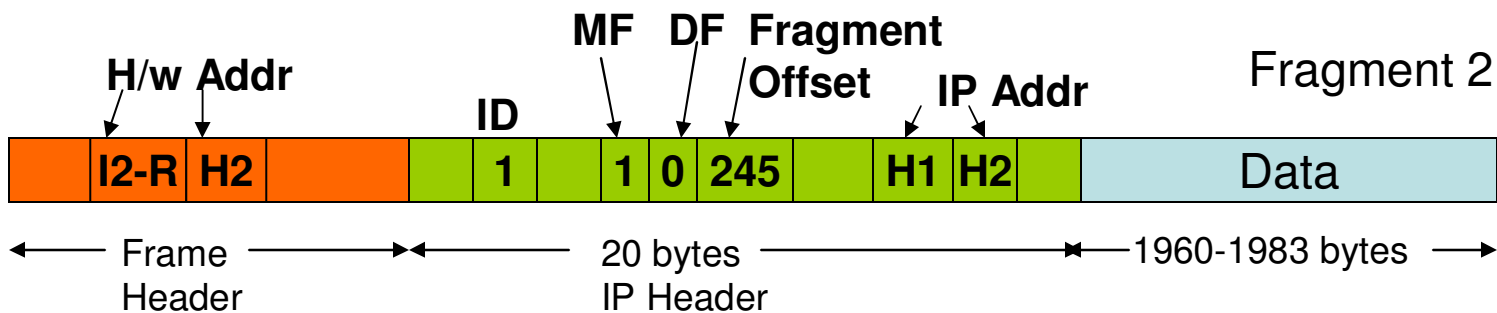 MF DF Fragment
Offset
H/w Addr
Fragment 2
IP Addr
ID
I2-R H2 1 1 0 245 H1 H2 Data
Frame
Header
20 bytes
IP Header
1960-1983 bytes